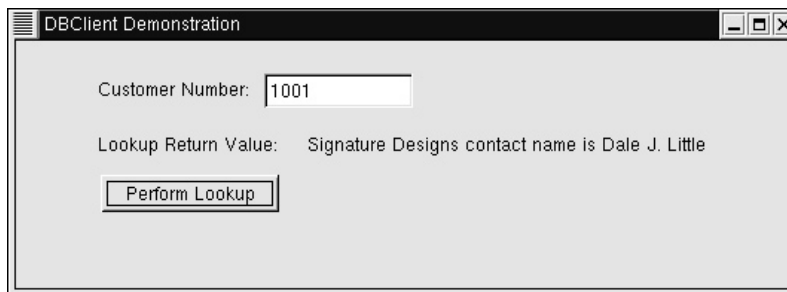 DBClient Demonstration
Customer Number: 1001
Lookup Return Value: Signature Designs contact name is Dale J. Little
Perform Lookup